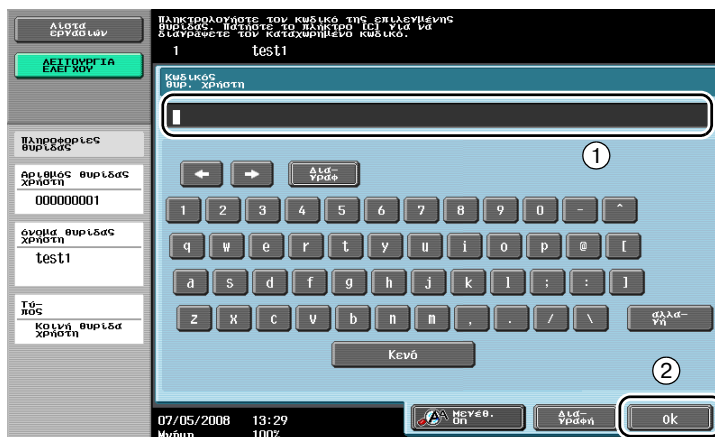 Λίστα
εργασιών
ΛΕΙΤΟΥΡΓΙΑ
ΕΛΕΓΧΟΥ
Πληροφορίες
θυρίδας
Αριθμός θυρίδας
χρήστη
000000001
όνομα θυρίδας
χρήστη
test1
Τύ-
πος
Κοινή θυρίδα
χρήστη
Πληκτρολογήστε τον κωδικό της επιλεγμένης
θυρίδας. Πατήστε το πλήκτρο [C] για να
διαγράψετε τον καταχωρημένο κωδικό.
1 test1
Κωδικός
θυρ. χρήστη
1
← → Δια-
γράφ
1 2 3 4 5 6 7 8 9 0 - ^
q w e r t y u i o p @ [
a s d f g h j k l ; : ]
z x c v b n m , . / \ αλλα-
γή
Κενό
2
07/05/2008 13:29
Μνήμη 100%
Μεγέθ.
On
Δια-
γραφή
ok